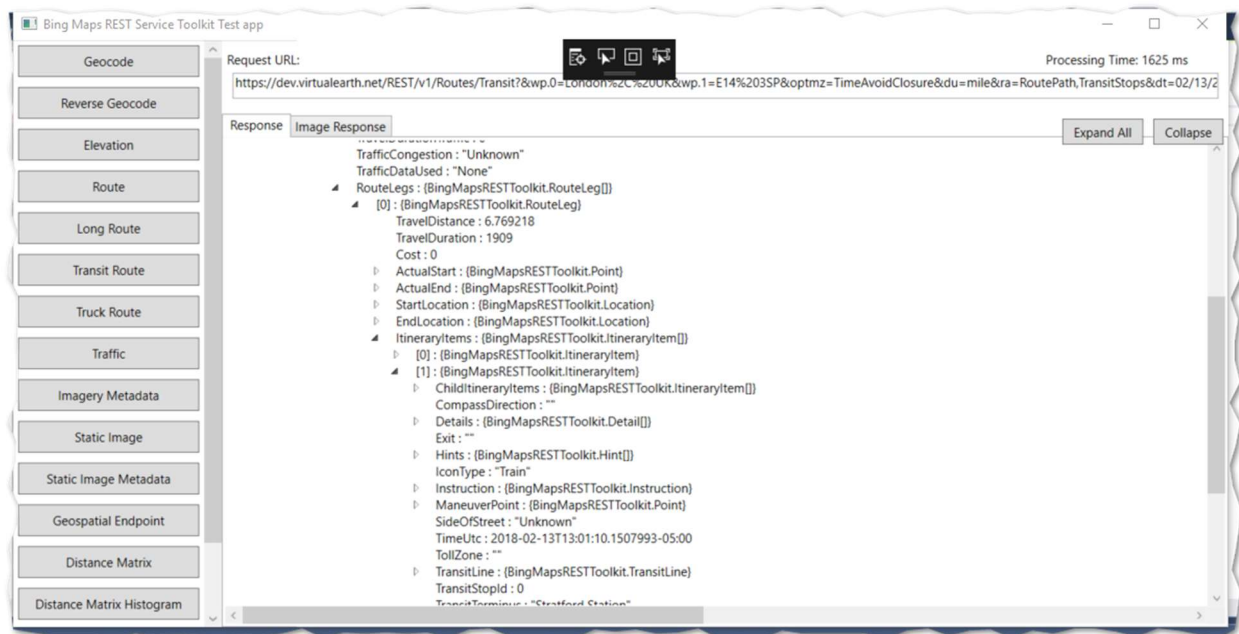 Bing Maps REST Service Toolkit Test app
Geocode
Reverse Geocode
Elevation
Route
Long Route
Transit Route
Truck Route
Traffic
Imagery Metadata
Static Image
Static Image Metadata
Geospatial Endpoint
Distance Matrix
Distance Matrix Histogram
Request URL:
Processing Time: 1625 ms
https://dev.virtualearth.net/REST/v1/Routes/Transit?&wp.0=London%2C%20UK&wp.1=E14%203SP&optmz=TimeAvoidClosure&du=mile&ra=RoutePath,TransitStops&dt=02/13/2
Response
Image Response
Expand All
Collapse
TrafficCongestion : "Unknown"
TrafficDataUsed : "None"
RouteLegs : {BingMapsRESTToolkit.RouteLeg[]}
[0] : {BingMapsRESTToolkit.RouteLeg}
TravelDistance : 6.769218
TravelDuration : 1909
Cost : 0
ActualStart : {BingMapsRESTToolkit.Point}
ActualEnd : {BingMapsRESTToolkit.Point}
StartLocation : {BingMapsRESTToolkit.Location}
EndLocation : {BingMapsRESTToolkit.Location}
ItineraryItems : {BingMapsRESTToolkit.ItineraryItem[]}
[0] : {BingMapsRESTToolkit.ItineraryItem}
[1] : {BingMapsRESTToolkit.ItineraryItem}
ChildItineraryItems : {BingMapsRESTToolkit.ItineraryItem[]}
CompassDirection : ""
Details : {BingMapsRESTToolkit.Detail[]}
Exit : ""
Hints : {BingMapsRESTToolkit.Hint[]}
IconType : "Train"
Instruction : {BingMapsRESTToolkit.Instruction}
ManeuverPoint : {BingMapsRESTToolkit.Point}
SideOfStreet : "Unknown"
TimeUtc : 2018-02-13T13:01:10.1507993-05:00
TollZone : ""
TransitLine : {BingMapsRESTToolkit.TransitLine}
TransitStopId : 0
TransitTerminus : "Stratford Station"